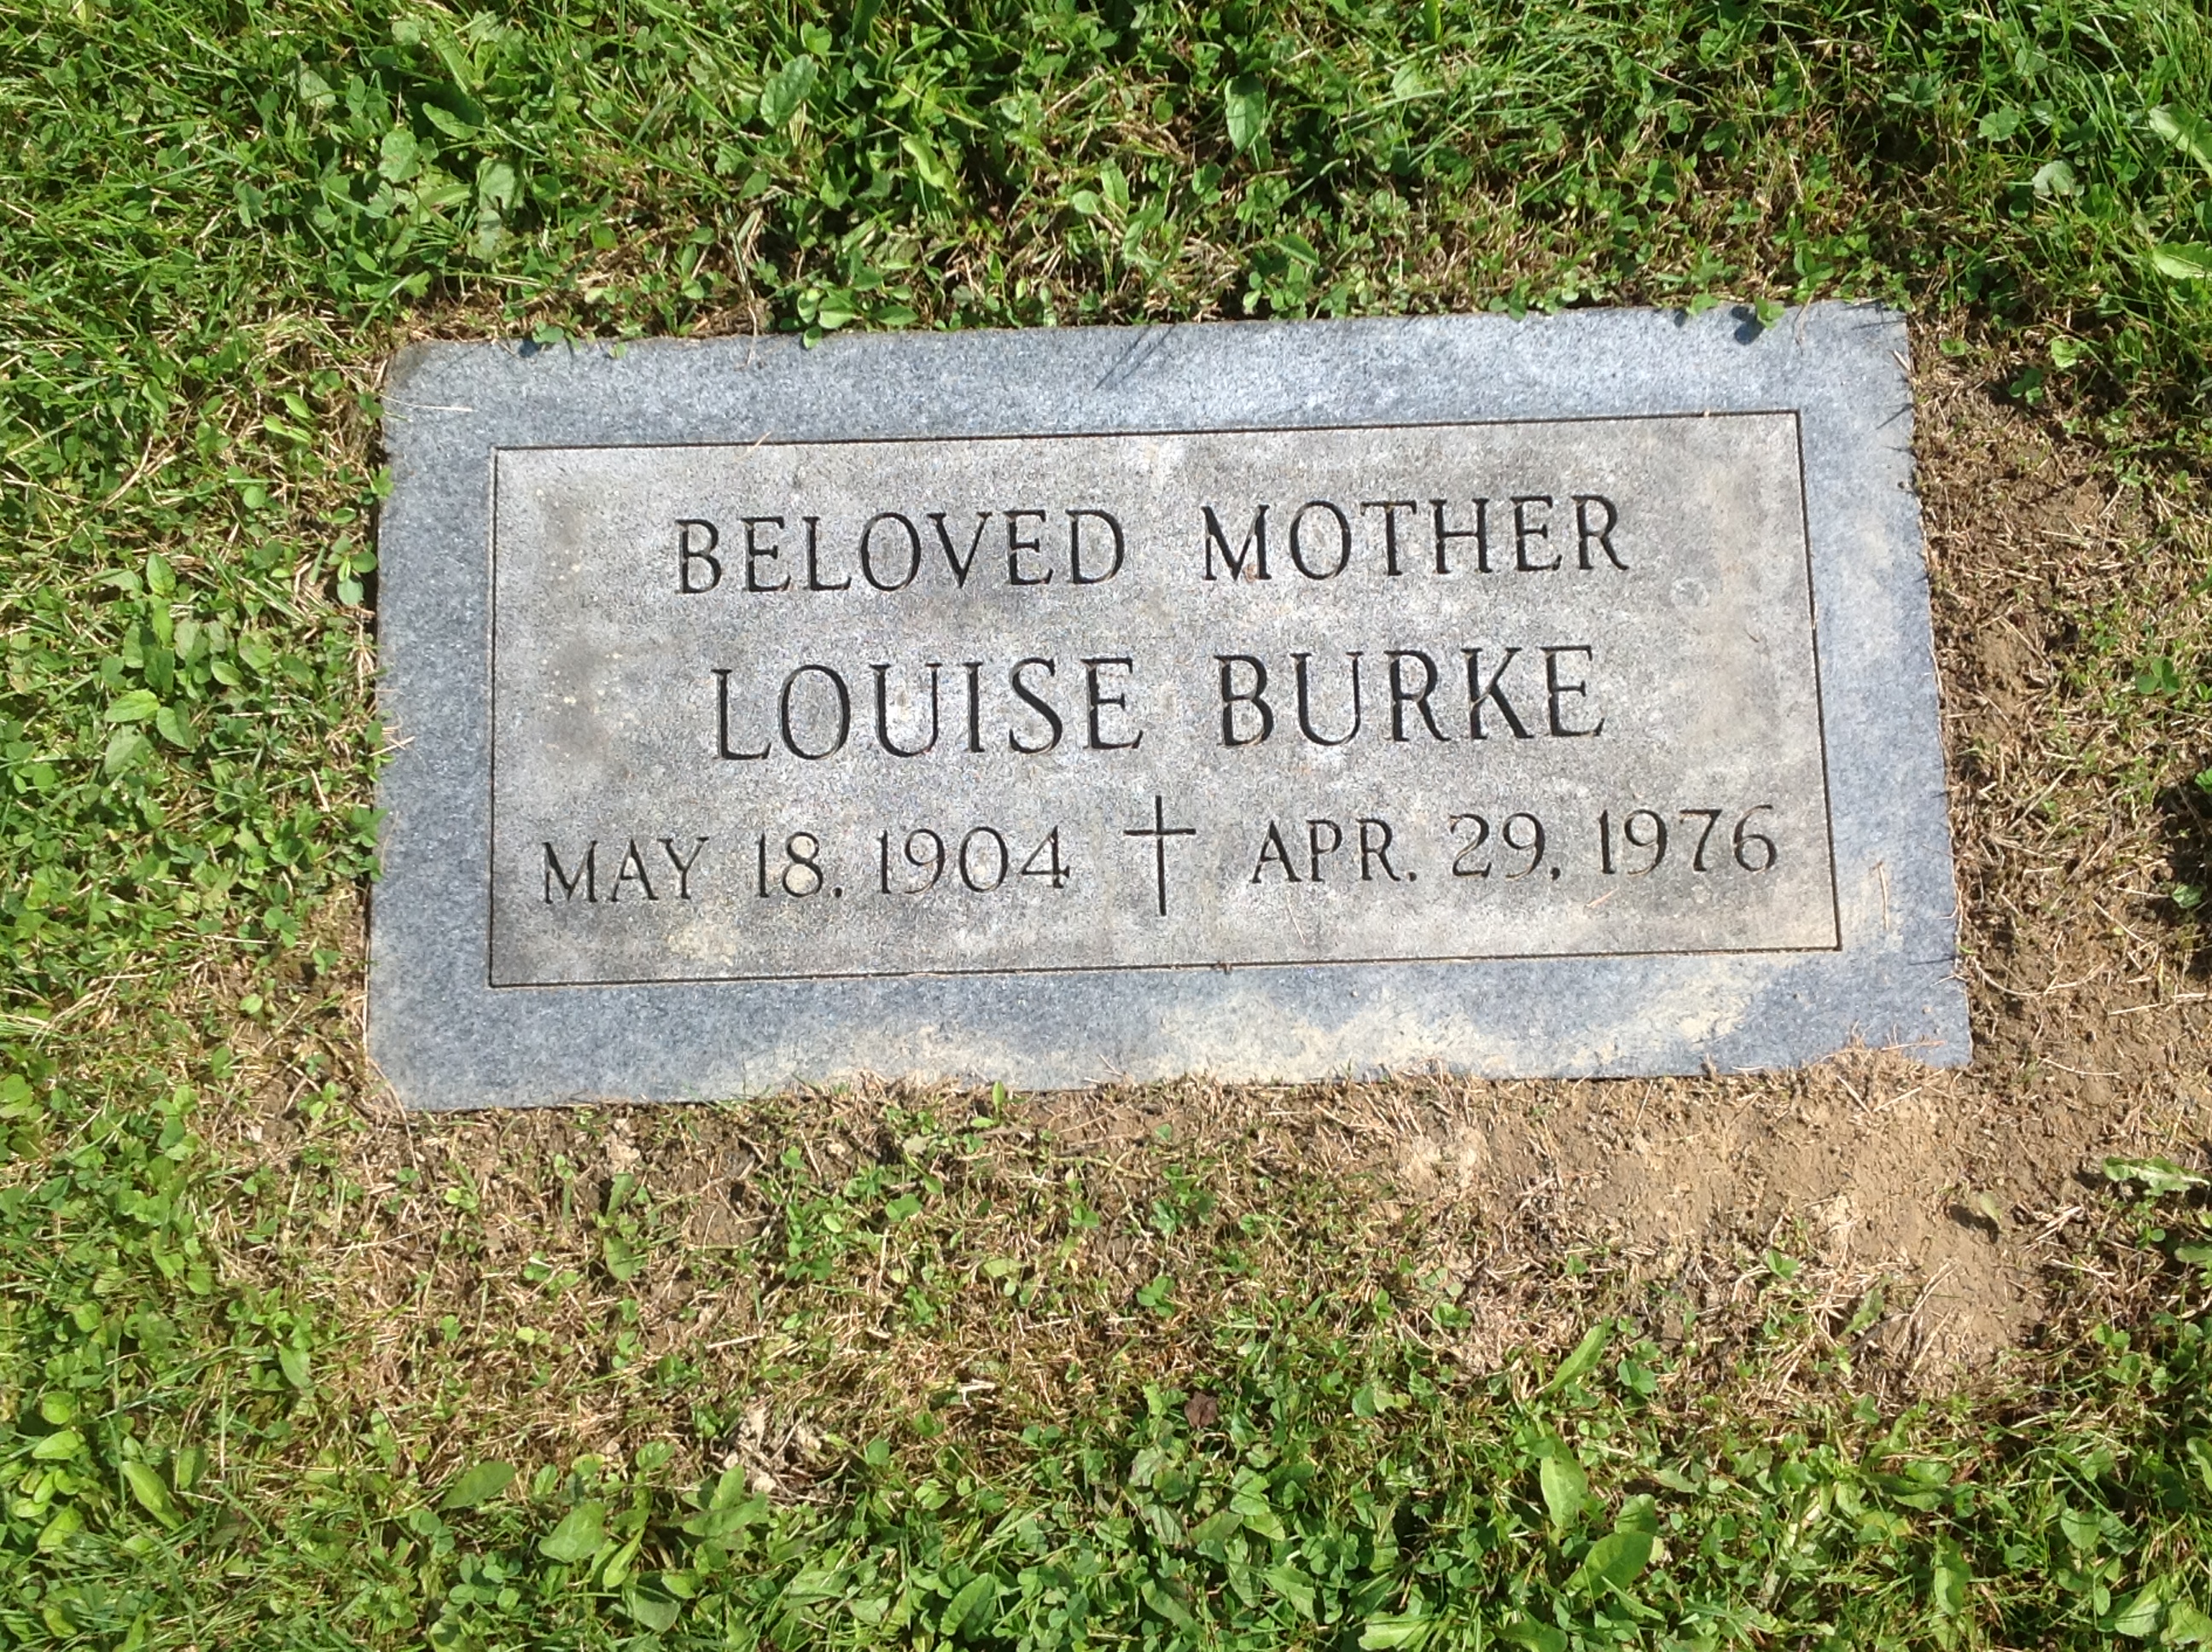 BELOVED MOTHER
LOUISE BURKE
MAY 18. 1904 † APR. 29, 1976